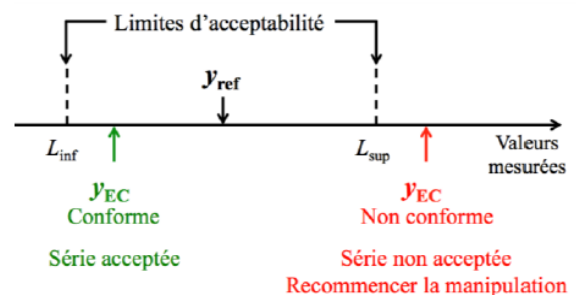 Limites d'acceptabilité
yref
Linf
Lsup
Valeurs
mesurées
yEC
Conforme
Série acceptée
yEC
Non conforme
Série non acceptée
Recommencer la manipulation